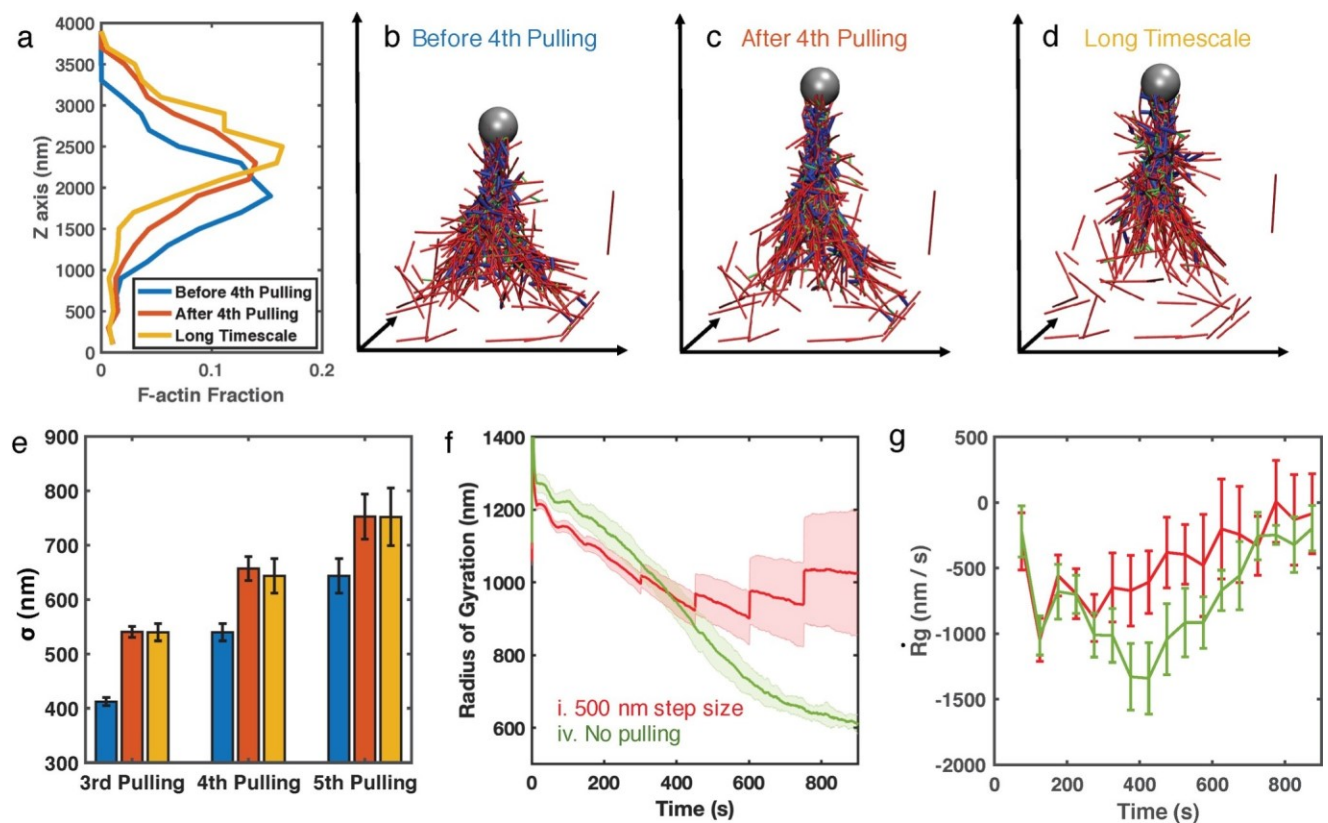 a
4000
3500
3000
2500
2000
1500
1000
500
0
Z axis (nm)
Before 4th Pulling
After 4th Pulling
Long Timescale
0
0.1
0.2
F-actin Fraction
b
Before 4th Pulling
c
After 4th Pulling
d
Long Timescale
e
900
800
700
600
500
400
300
σ (nm)
3rd Pulling
4th Pulling
5th Pulling
f
1400
1200
1000
800
600
Radius of Gyration (nm)
i. 500 nm step size
iv. No pulling
0
200
400
600
800
Time (s)
g
500
0
-500
-1000
-1500
-2000
Ṙg (nm / s)
0
200
400
600
800
Time (s)